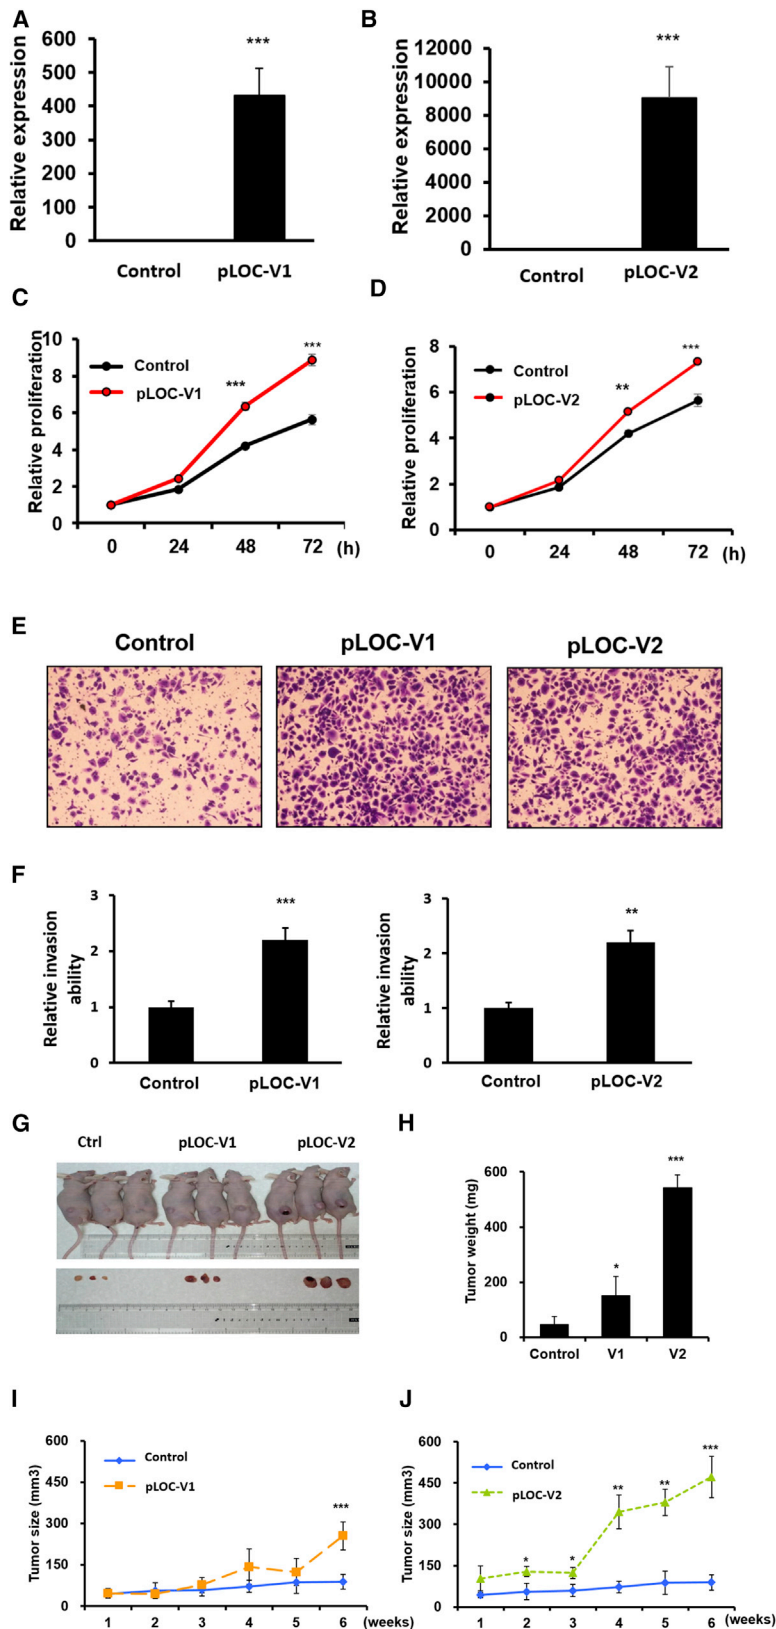 A
Relative expression
600
500
400
300
200
100
0
***
Control
pLOC-V1
B
Relative expression
12000
10000
8000
6000
4000
2000
0
***
Control
pLOC-V2
C
Relative proliferation
10
8
6
4
2
0
Control
pLOC-V1
***
***
0 24 48 72 (h)
D
Relative proliferation
8
6
4
2
0
Control
pLOC-V2
**
***
0 24 48 72 (h)
E
Control
pLOC-V1
pLOC-V2
F
Relative invasion
ability
3
2
1
0
***
Control
pLOC-V1
Relative invasion
ability
3
2
1
0
**
Control
pLOC-V2
G
Ctrl
pLOC-V1
pLOC-V2
H
Tumor weight (mg)
600
400
200
0
*
***
Control
V1
V2
I
Tumor size (mm3)
600
450
300
150
0
Control
pLOC-V1
***
1 2 3 4 5 6 (weeks)
J
Tumor size (mm3)
600
450
300
150
0
Control
pLOC-V2
*
*
**
**
***
1 2 3 4 5 6 (weeks)